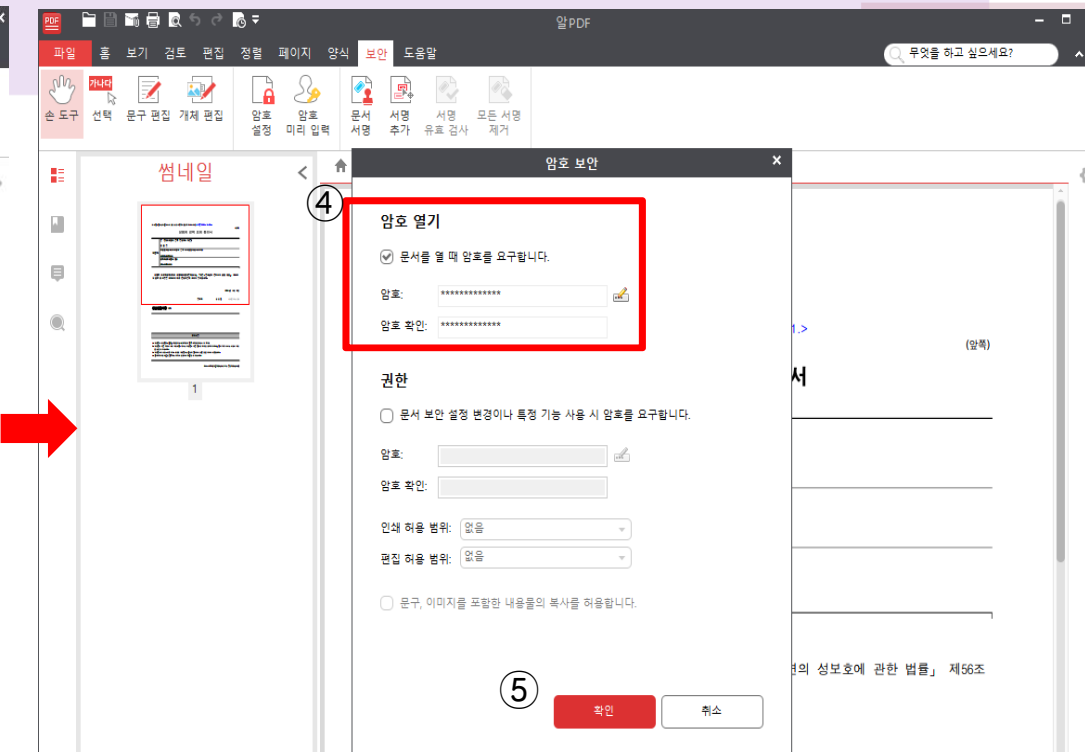 PDF
알PDF
파일 홈 보기 검토 편집 정렬 페이지 양식 보안 도움말
무엇을 하고 싶으세요?
가나다
손 도구 선택 문구 편집 개체 편집 암호 설정 암호 미리 입력 문서 서명 서명 추가 서명 유효 검사 모든 서명 제거
썸네일
1
암호 보안
④
암호 열기
문서를 열 때 암호를 요구합니다.
암호: *************
암호 확인: *************
권한
문서 보안 설정 변경이나 특정 기능 사용 시 암호를 요구합니다.
암호:
암호 확인:
인쇄 허용 범위: 없음
편집 허용 범위: 없음
문구, 이미지를 포함한 내용물의 복사를 허용합니다.
⑤
확인 취소
1.>
(앞쪽)
서
의 성보호에 관한 법률」 제56조